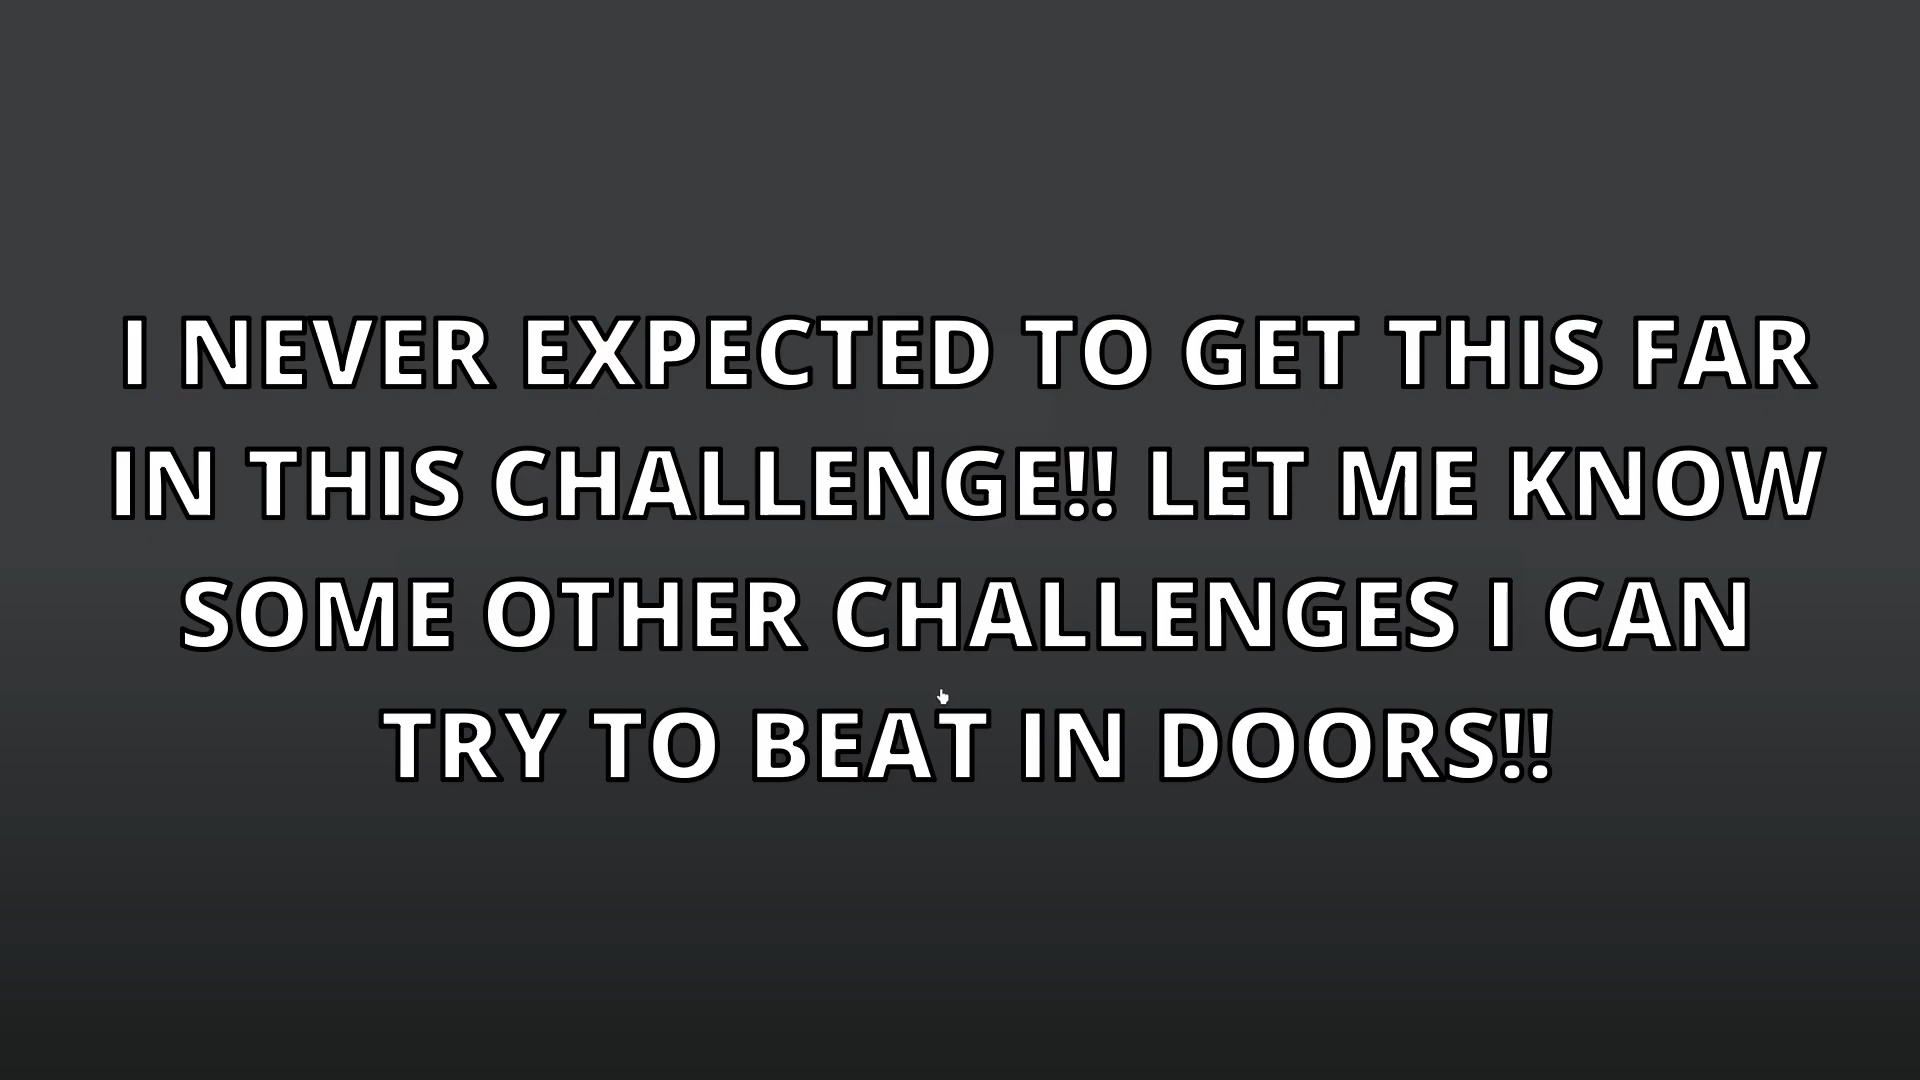 I NEVER EXPECTED TO GET THIS FAR
IN THIS CHALLENGE!! LET ME KNOW
SOME OTHER CHALLENGES I CAN
TRY TO BEAT IN DOORS!!